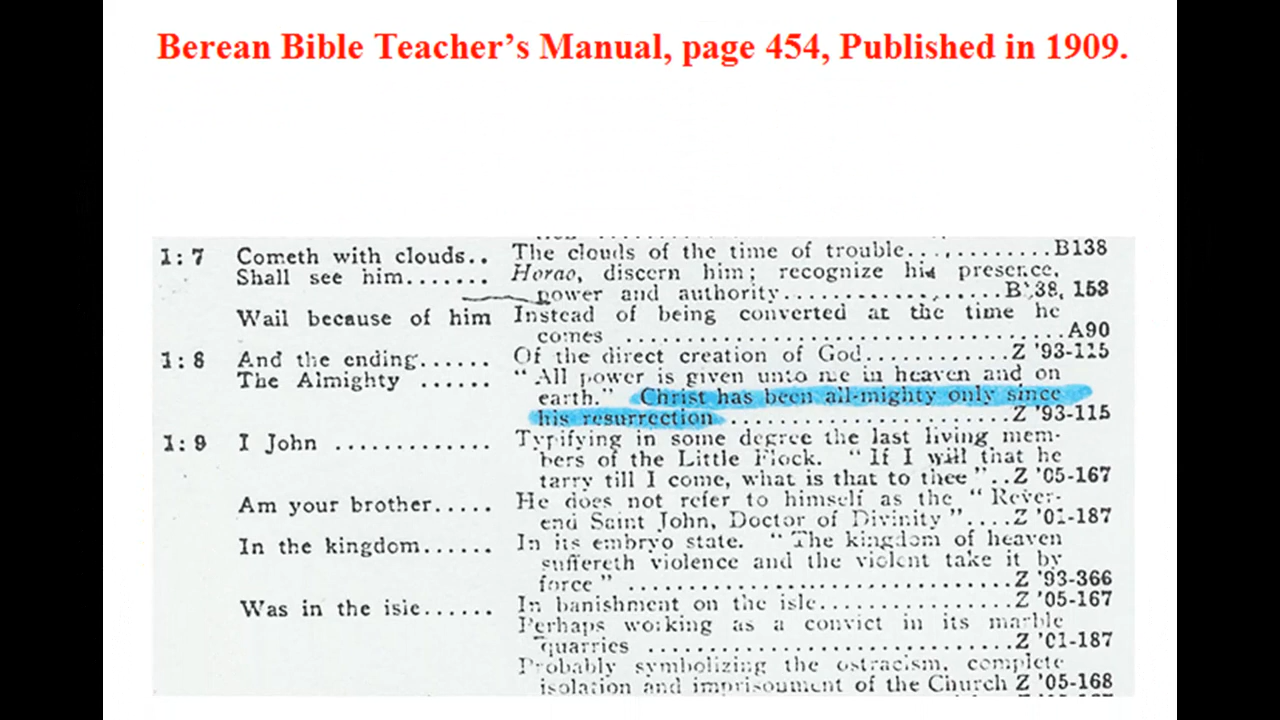 Berean Bible Teacher's Manual, page 454, Published in 1909.
1:7 Cometh with clouds.. The clouds of the time of trouble...,.........B138
Shall see him....... Horao, discern him; recognize his presence,
power and authority..................B138, 153
Wail because of him Instead of being converted at the time he
comes .................................A90
1:8 And the ending...... Of the direct creation of God...........Z '93-115
The Almighty ...... "All power is given unto me in heaven and on
earth." Christ has been all-mighty only since
his resurrection ......................Z '93-115
1:9 I John ............. Typifying in some degree the last living mem-
bers of the Little Flock. "If I will that he
tarry till I come, what is that to thee"..Z '05-167
Am your brother..... He does not refer to himself as the "Rever-
end Saint John, Doctor of Divinity"....Z '01-187
In the kingdom...... In its embryo state. "The kingdom of heaven
suffereth violence and the violent take it by
force" ..............................Z '93-366
Was in the isle...... In banishment on the isle...............Z '05-167
Perhaps working as a convict in its marble
quarries ............................Z '01-187
Probably symbolizing the ostracism, complete
isolation and imprisonment of the Church Z '05-168